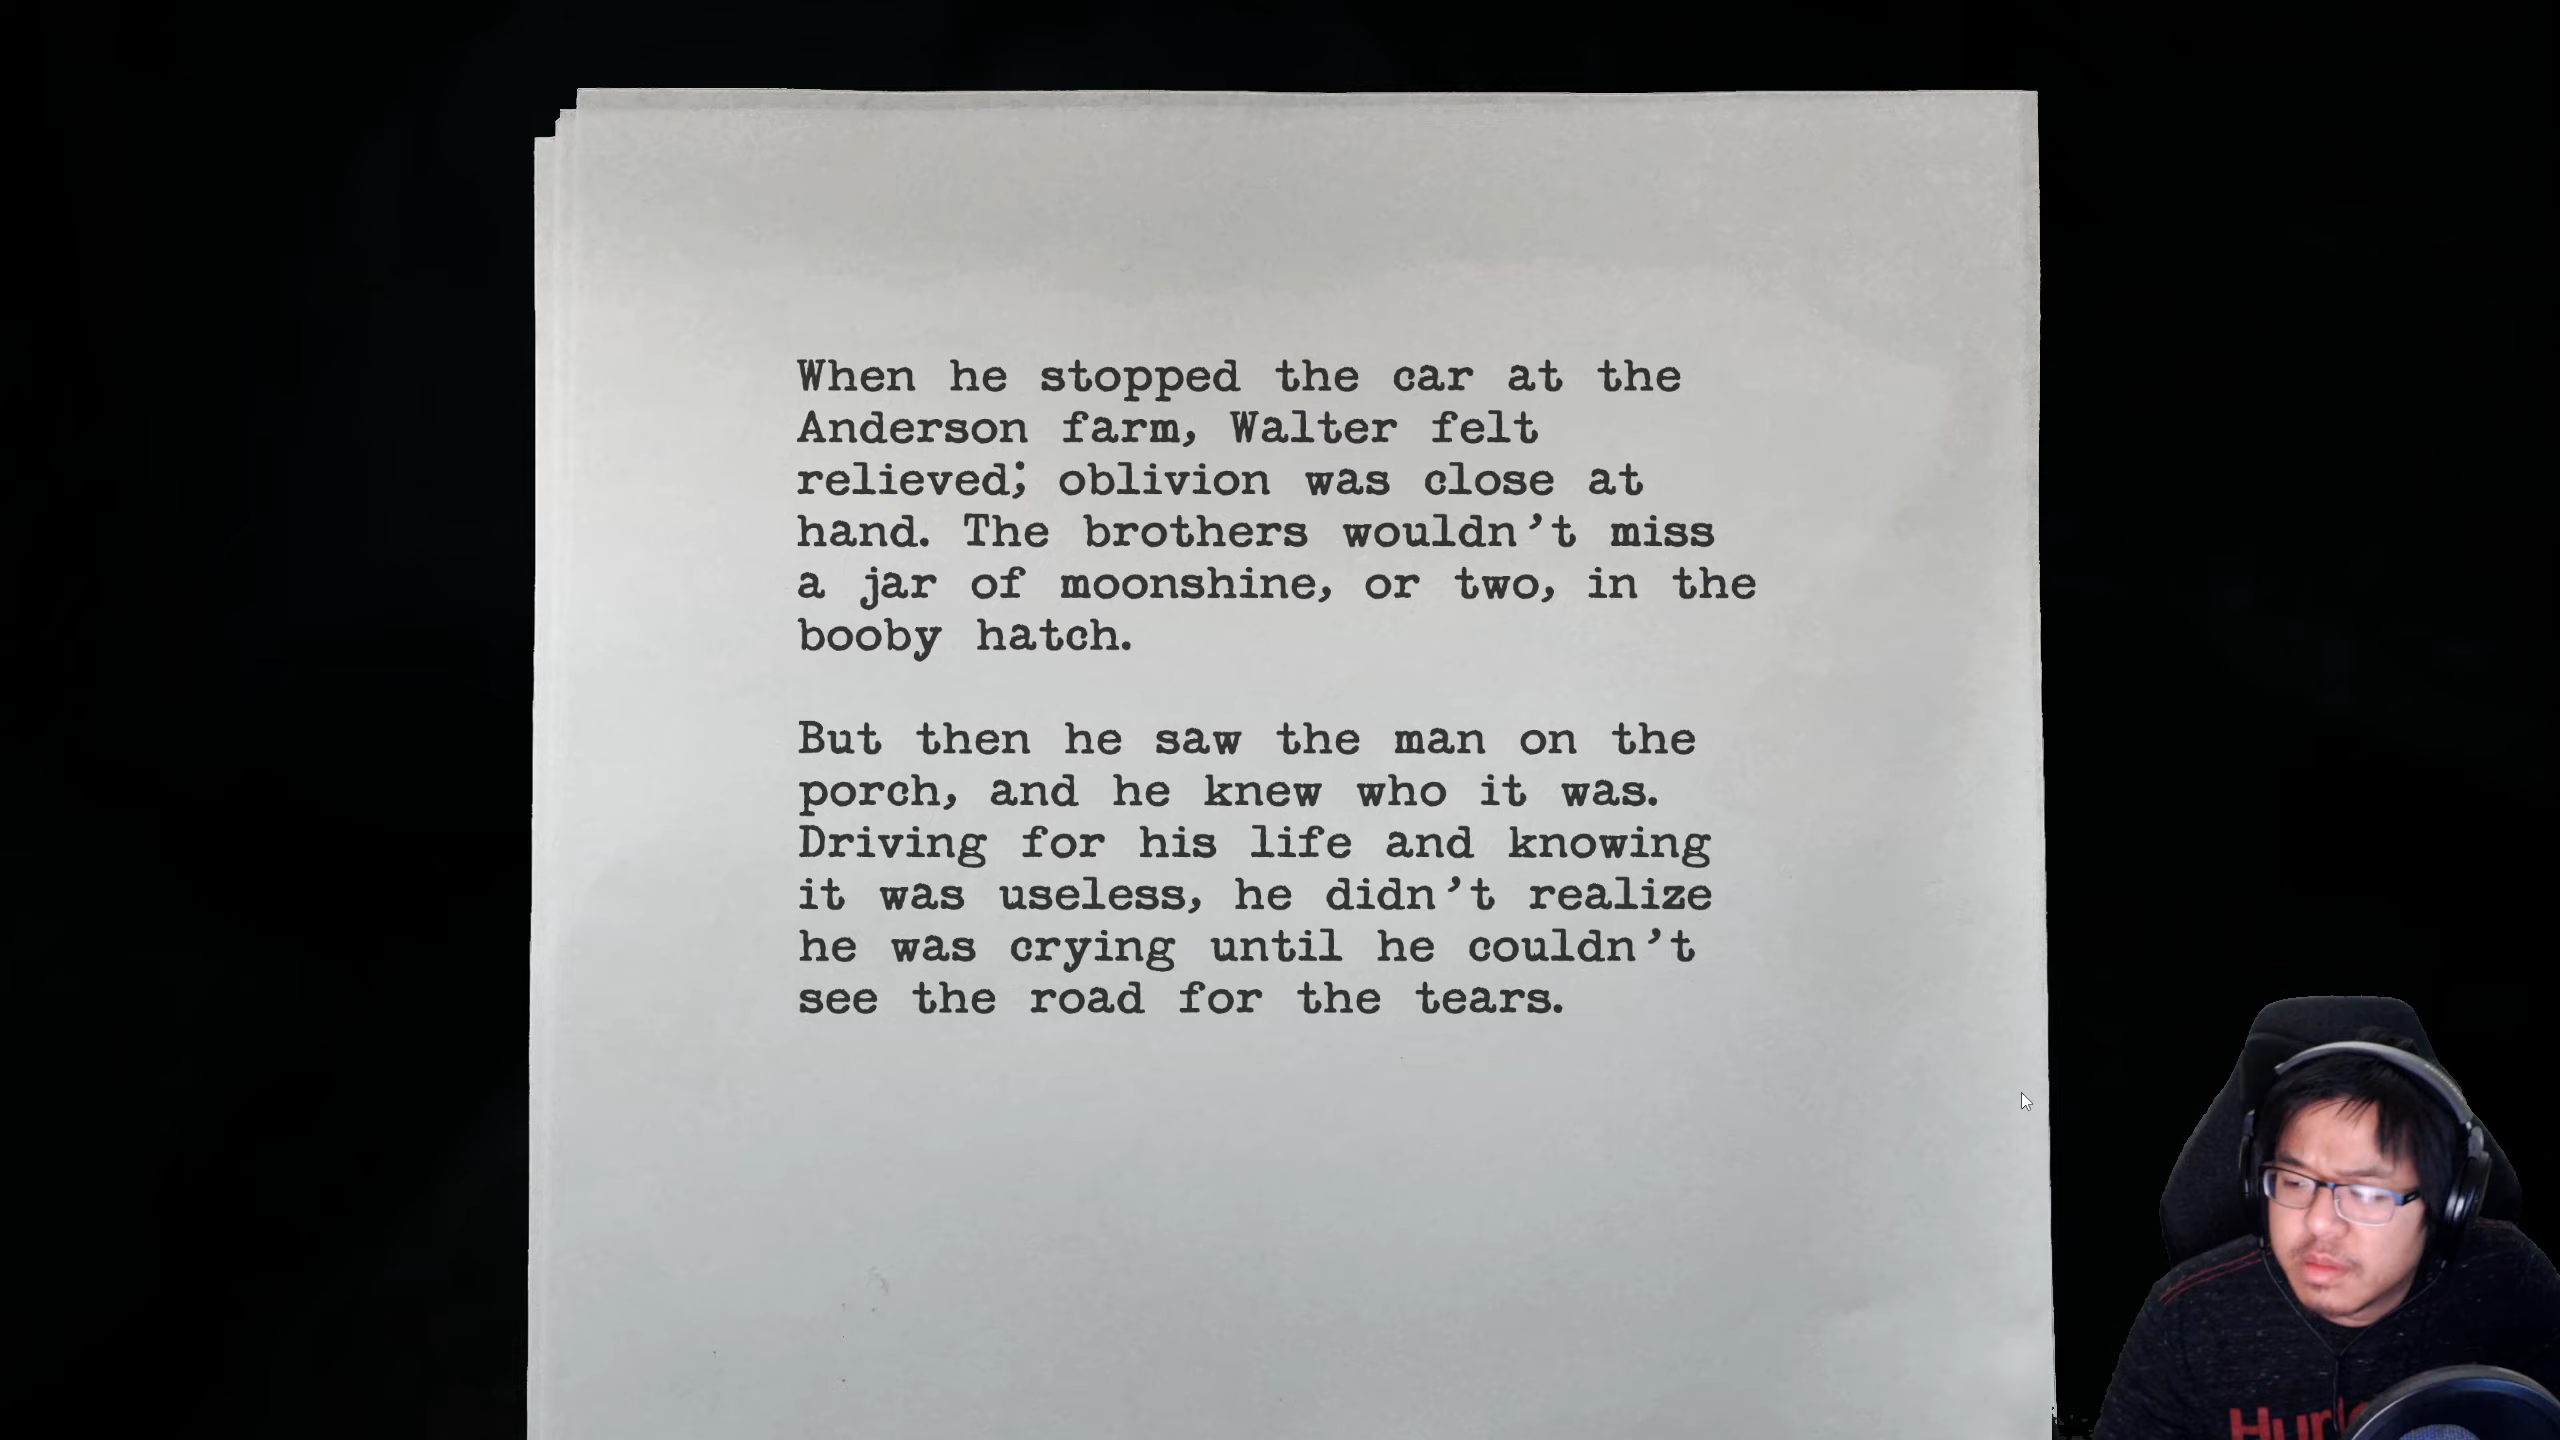 When he stopped the car at the
Anderson farm, Walter felt
relieved; oblivion was close at
hand. The brothers wouldn't miss
a jar of moonshine, or two, in the
booby hatch.
But then he saw the man on the
porch, and he knew who it was.
Driving for his life and knowing
it was useless, he didn't realize
he was crying until he couldn't
see the road for the tears.